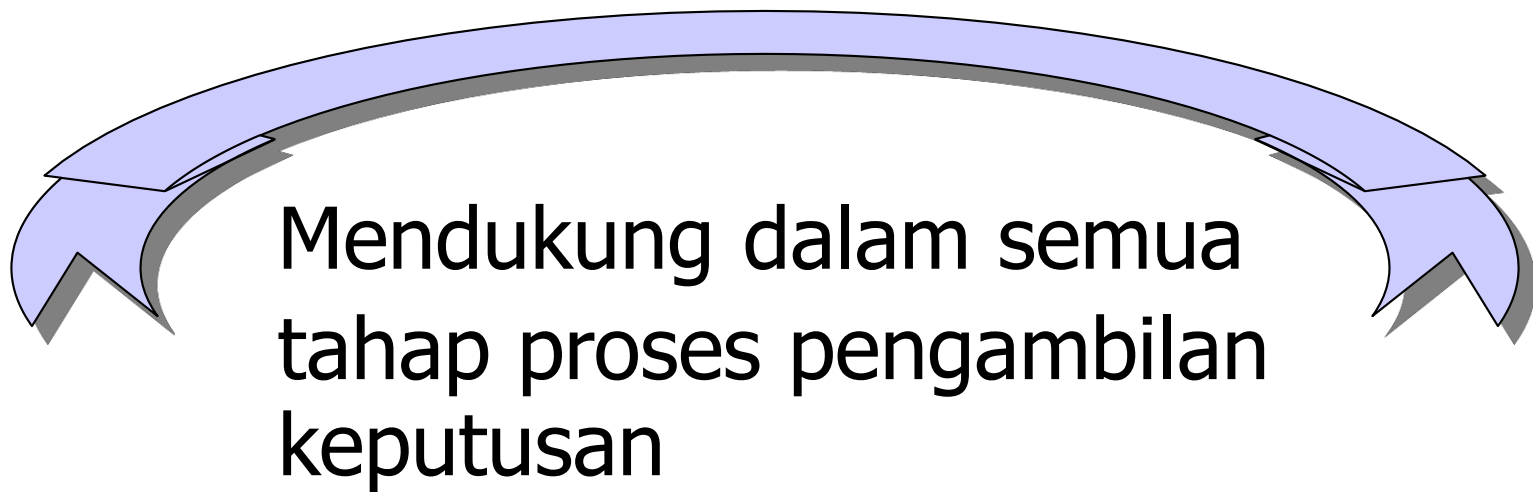 Mendukung dalam semua
tahap proses pengambilan
keputusan